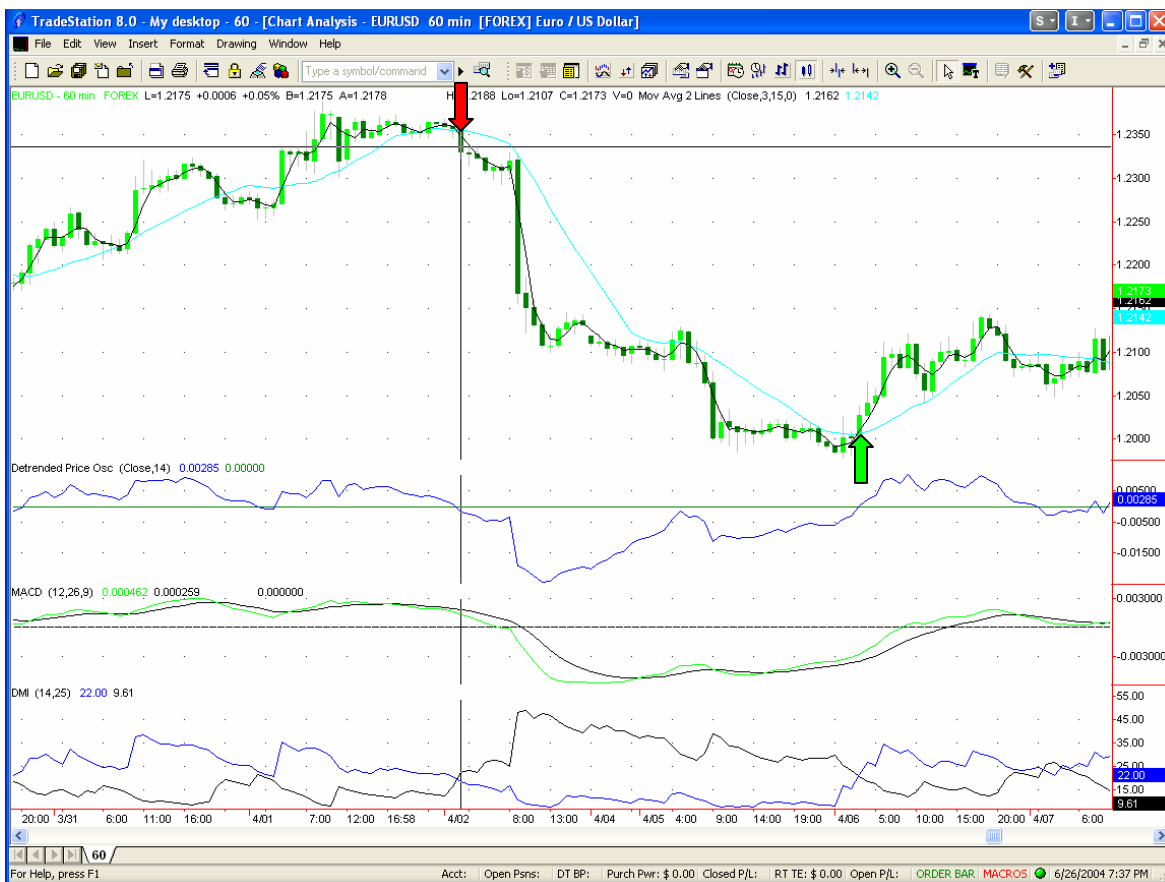 TradeStation 8.0 - My desktop - 60 - [Chart Analysis - EURUSD 60 min [FOREX] Euro / US Dollar]
S I
File Edit View Insert Format Drawing Window Help
Type a symbol/command
EURUSD - 60 min FOREX L=1.2175 +0.0006 +0.05% B=1.2175 A=1.2178 2188 Lo=1.2107 C=1.2173 V=0 Mov Avg 2 Lines (Close,3,15,0) 1.2162 1.2142
1.2350
1.2300
1.2250
1.2200
1.2173
1.2162
1.2142
1.2100
1.2050
1.2000
Detrended Price Osc (Close,14) 0.00285 0.00000
0.00500
0.00285
-0.00500
-0.01500
MACD (12,26,9) 0.000462 0.000259 0.000000
0.003000
-0.003000
DMI (14,25) 22.00 9.61
55.00
45.00
35.00
25.00
22.00
15.00
9.61
20:00 3/31 6:00 11:00 16:00 4/01 7:00 12:00 16:58 4/02 8:00 13:00 4/04 4/05 4:00 9:00 14:00 19:00 4/06 5:00 10:00 15:00 20:00 4/07 6:00
60
For Help, press F1 Acct: Open Psns: DT BP: Purch Pwr: $ 0.00 Closed P/L: RT TE: $ 0.00 Open P/L: ORDER BAR MACROS 6/26/2004 7:37 PM